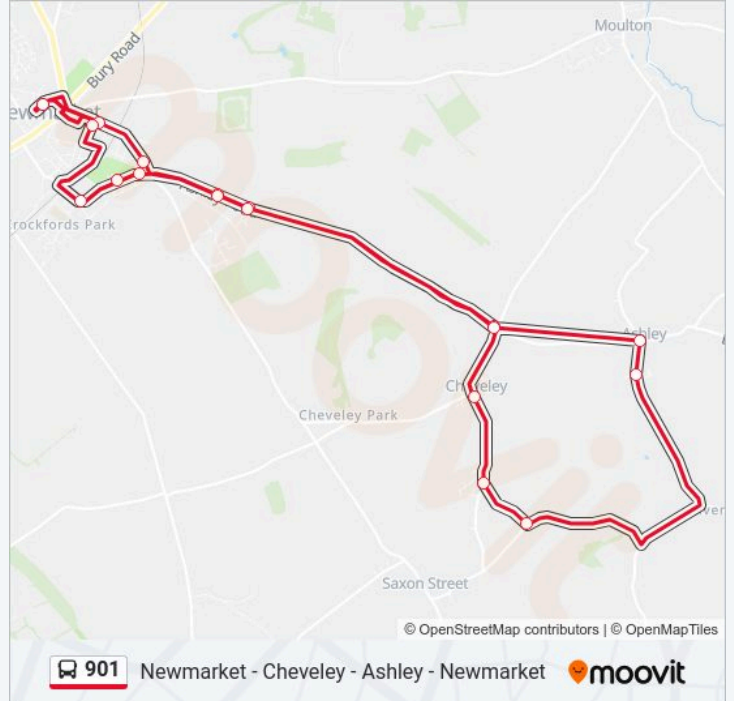 Moulton
Bury Road
Newmarket
Crockfords Park
Ashley
Cheveley
Cheveley Park
Saxon Street
© OpenStreetMap contributors | © OpenMapTiles
901 Newmarket - Cheveley - Ashley - Newmarket
moovit